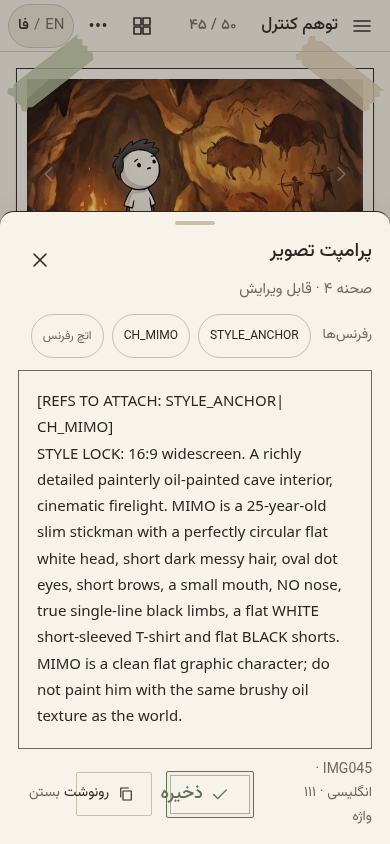 توهم کنترل
۴۵ / ۵۰
فا / EN
پرامپت تصویر
صحنه ۴ · قابل ویرایش
رفرنس‌ها
STYLE_ANCHOR
CH_MIMO
اتچ رفرنس
[REFS TO ATTACH: STYLE_ANCHOR|
CH_MIMO]
STYLE LOCK: 16:9 widescreen. A richly
detailed painterly oil-painted cave interior,
cinematic firelight. MIMO is a 25-year-old
slim stickman with a perfectly circular flat
white head, short dark messy hair, oval dot
eyes, short brows, a small mouth, NO nose,
true single-line black limbs, a flat WHITE
short-sleeved T-shirt and flat BLACK shorts.
MIMO is a clean flat graphic character; do
not paint him with the same brushy oil
texture as the world.
IMG045 ·
انگلیسی · ۱۱۱
واژه
ذخیره
رونوشت
بستن